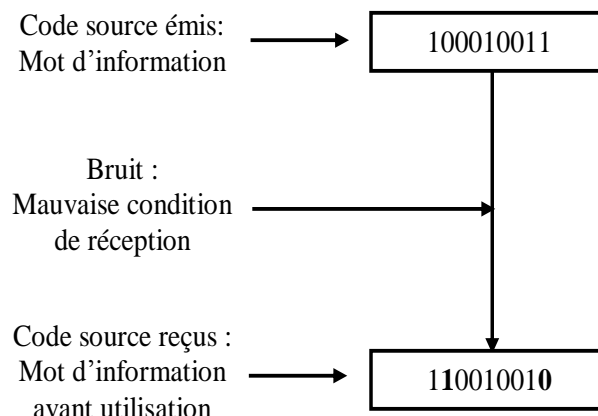 Code source émis:
Mot d’information
100010011
Bruit :
Mauvaise condition
de réception
Code source reçus :
Mot d’information
avant utilisation
110010010